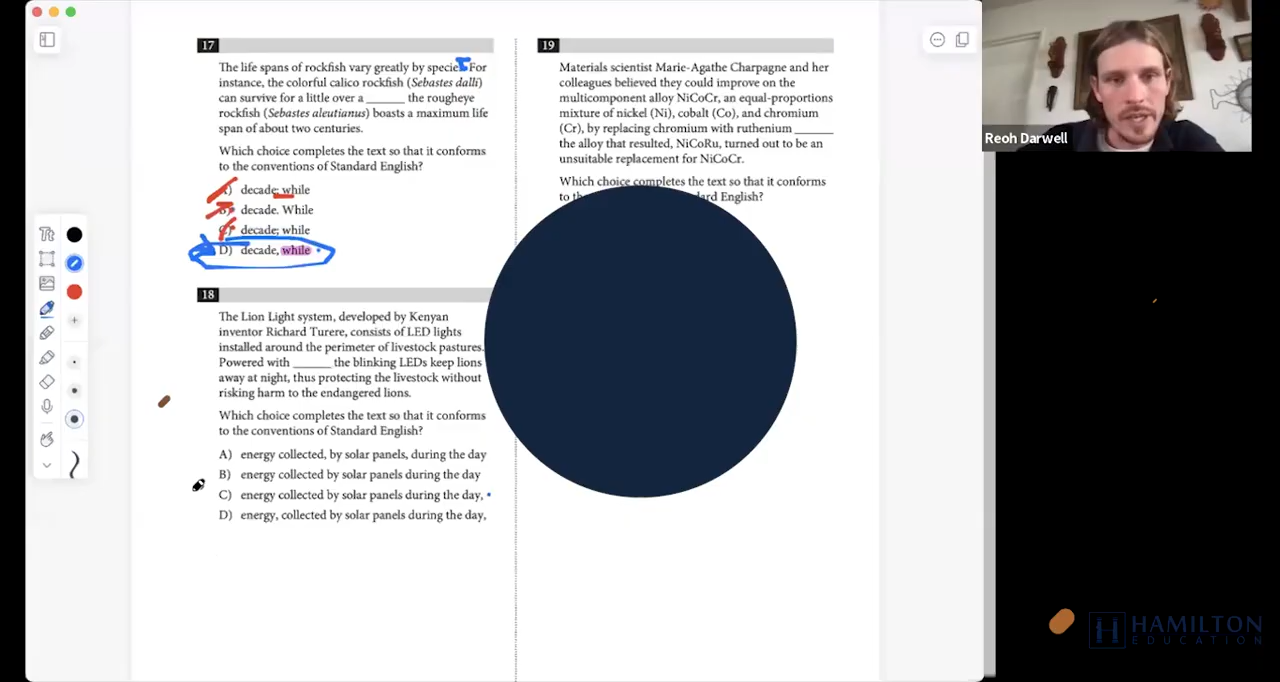 17
The life spans of rockfish vary greatly by species. For
instance, the colorful calico rockfish (Sebastes dalli)
can survive for a little over a ______ the rougheye
rockfish (Sebastes aleutianus) boasts a maximum life
span of about two centuries.
Which choice completes the text so that it conforms
to the conventions of Standard English?
A) decade; while
B) decade. While
C) decade; while
D) decade, while
18
The Lion Light system, developed by Kenyan
inventor Richard Turere, consists of LED lights
installed around the perimeter of livestock pastures.
Powered with ______ the blinking LEDs keep lions
away at night, thus protecting the livestock without
risking harm to the endangered lions.
Which choice completes the text so that it conforms
to the conventions of Standard English?
A) energy collected, by solar panels, during the day
B) energy collected by solar panels during the day
C) energy collected by solar panels during the day,
D) energy, collected by solar panels during the day,
19
Materials scientist Marie-Agathe Charpagne and her
colleagues believed they could improve on the
multicomponent alloy NiCoCr, an equal-proportions
mixture of nickel (Ni), cobalt (Co), and chromium
(Cr), by replacing chromium with ruthenium ______
the alloy that resulted, NiCoRu, turned out to be an
unsuitable replacement for NiCoCr.
Which choice completes the text so that it conforms
to English?
Tt
Reoh Darwell
HAMILTON
EDUCATION